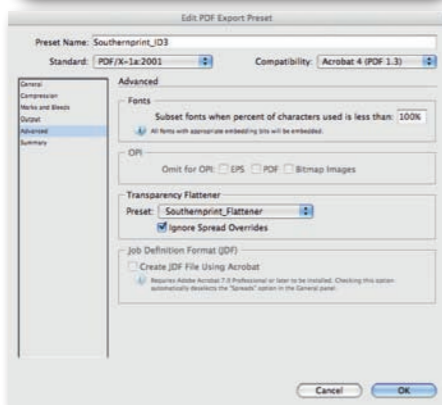 Edit PDF Export Preset
Preset Name: Southernprint_ID3
Standard: PDF/X-1a:2001 Compatibility: Acrobat 4 (PDF 1.3)
General
Compression
Marks and Bleeds
Output
Advanced
Summary
Advanced
Fonts
Subset fonts when percent of characters used is less than: 100%
All fonts with appropriate embedding bits will be embedded.
OPI
Omit for OPI: EPS PDF Bitmap Images
Transparency Flattener
Preset: Southernprint_Flattener
Ignore Spread Overrides
Job Definition Format (JDF)
Create JDF File Using Acrobat
Requires Adobe Acrobat 7.0 Professional or later to be installed. Checking this option
automatically deselects the "Spreads" option in the General panel.
Cancel OK